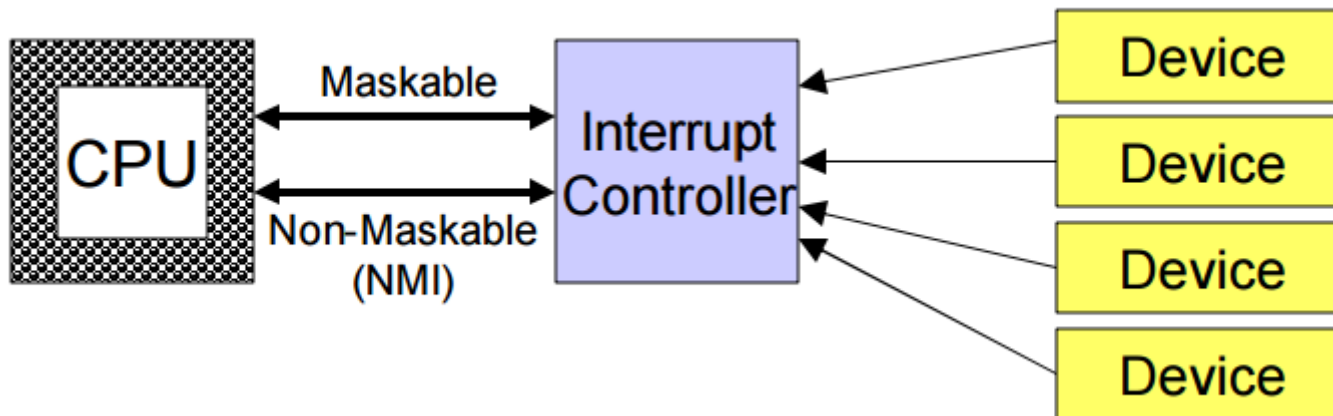 CPU
Maskable
Non-Maskable
(NMI)
Interrupt
Controller
Device
Device
Device
Device